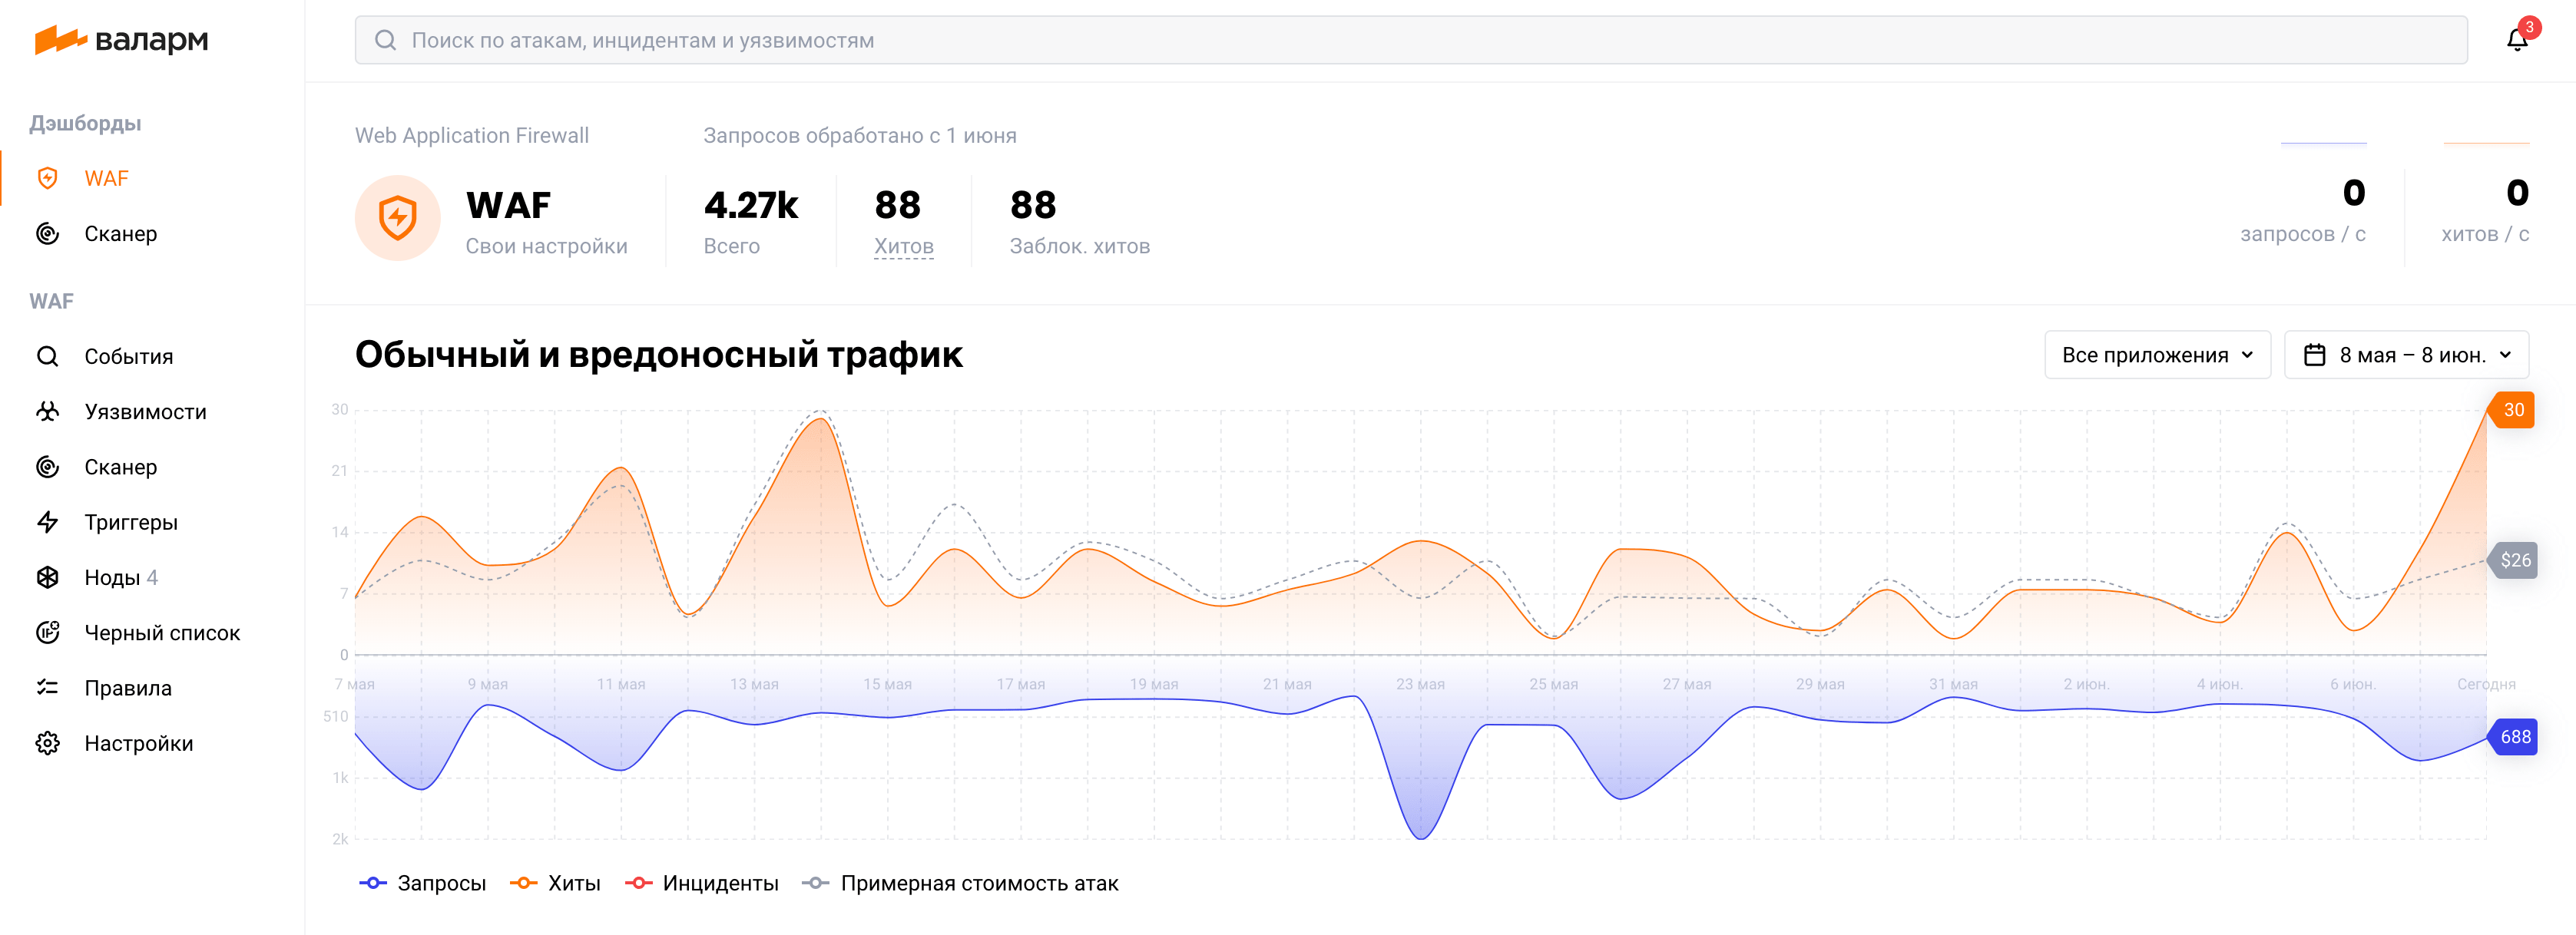 валарм
Поиск по атакам, инцидентам и уязвимостям
3
Дэшборды
WAF
Сканер
WAF
События
Уязвимости
Сканер
Триггеры
Ноды 4
Черный список
Правила
Настройки
Web Application Firewall
Запросов обработано с 1 июня
WAF
Свои настройки
4.27k
Всего
88
Хитов
88
Заблок. хитов
0
запросов / с
0
хитов / с
Обычный и вредоносный трафик
Все приложения
8 мая – 8 июн.
30
21
14
7
0
30
$26
7 мая 9 мая 11 мая 13 мая 15 мая 17 мая 19 мая 21 мая 23 мая 25 мая 27 мая 29 мая 31 мая 2 июн. 4 июн. 6 июн. Сегодня
510
1k
2k
688
Запросы Хиты Инциденты Примерная стоимость атак